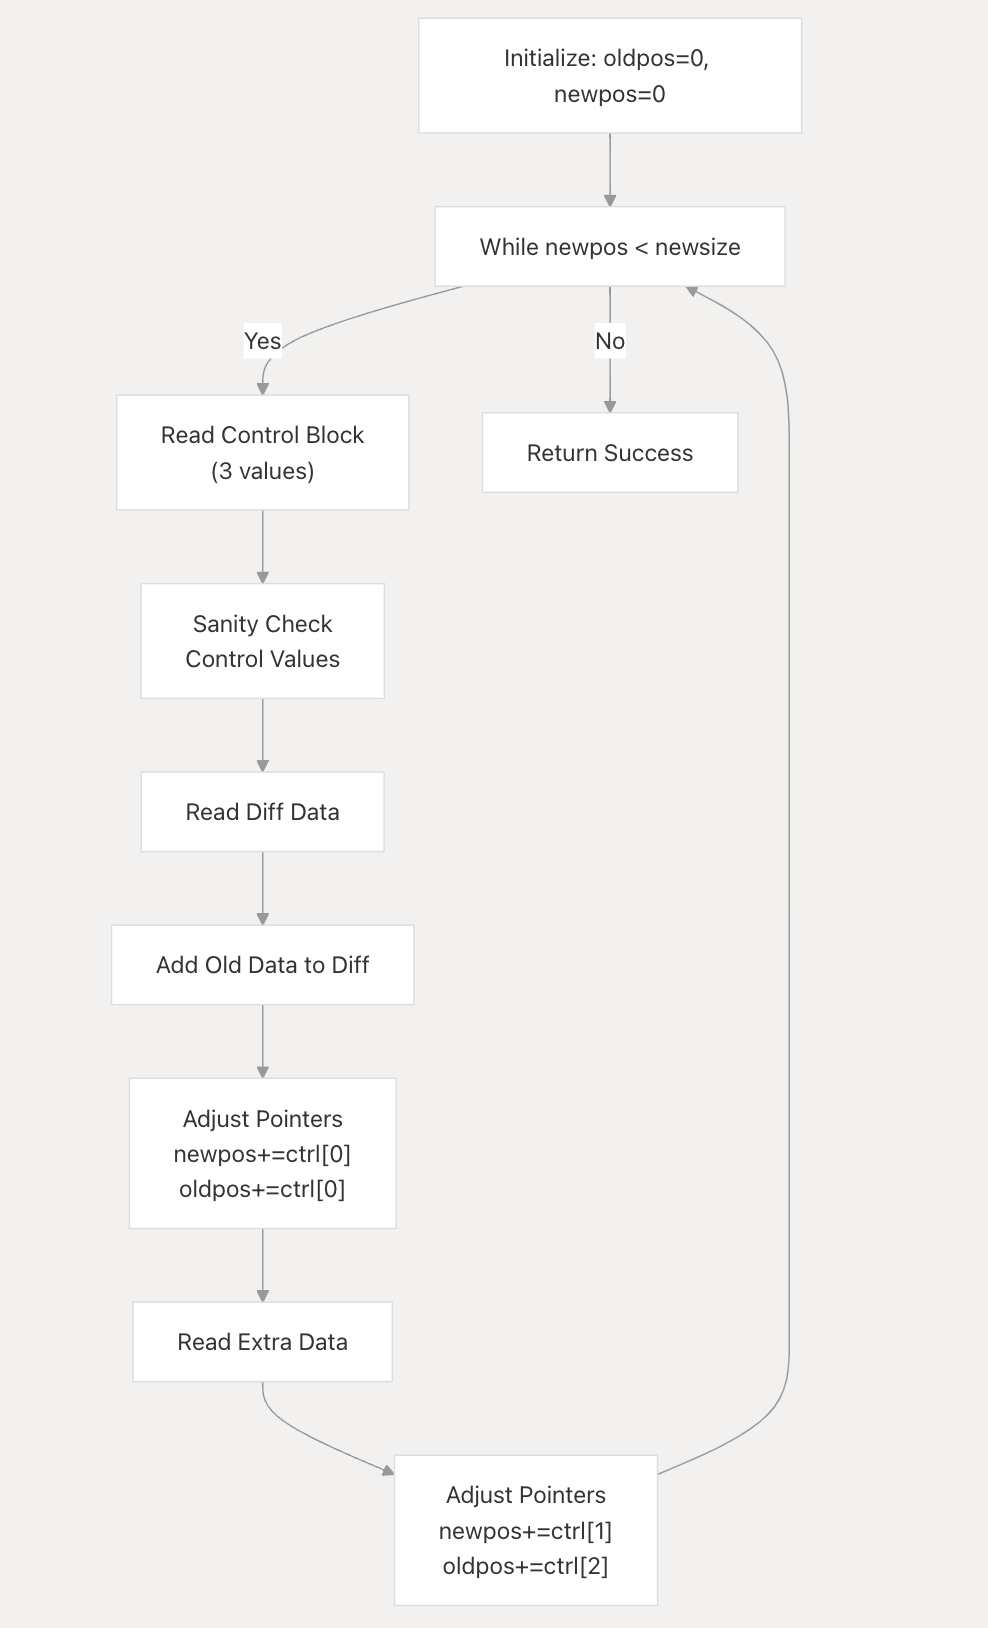 Initialize: oldpos=0,
newpos=0
While newpos < newsize
Yes
No
Read Control Block
(3 values)
Return Success
Sanity Check
Control Values
Read Diff Data
Add Old Data to Diff
Adjust Pointers
newpos+=ctrl[0]
oldpos+=ctrl[0]
Read Extra Data
Adjust Pointers
newpos+=ctrl[1]
oldpos+=ctrl[2]